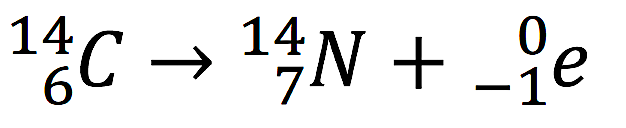 ¹⁴₆C → ¹⁴₇N + ⁰₋₁e